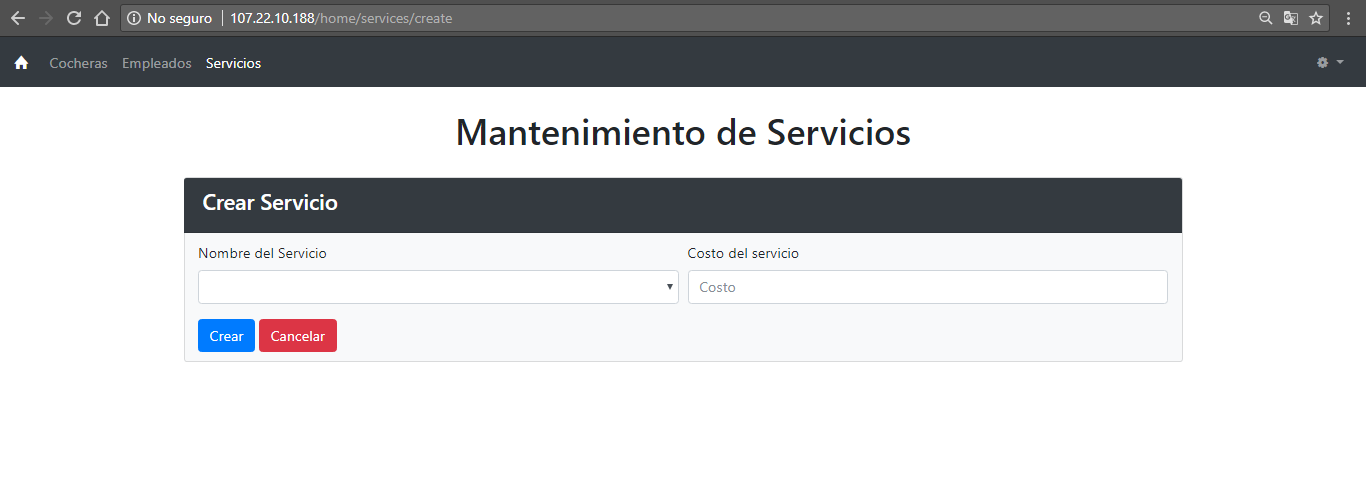 No seguro 107.22.10.188/home/services/create
Cocheras Empleados Servicios
Mantenimiento de Servicios
Crear Servicio
Nombre del Servicio Costo del servicio
Costo
Crear Cancelar